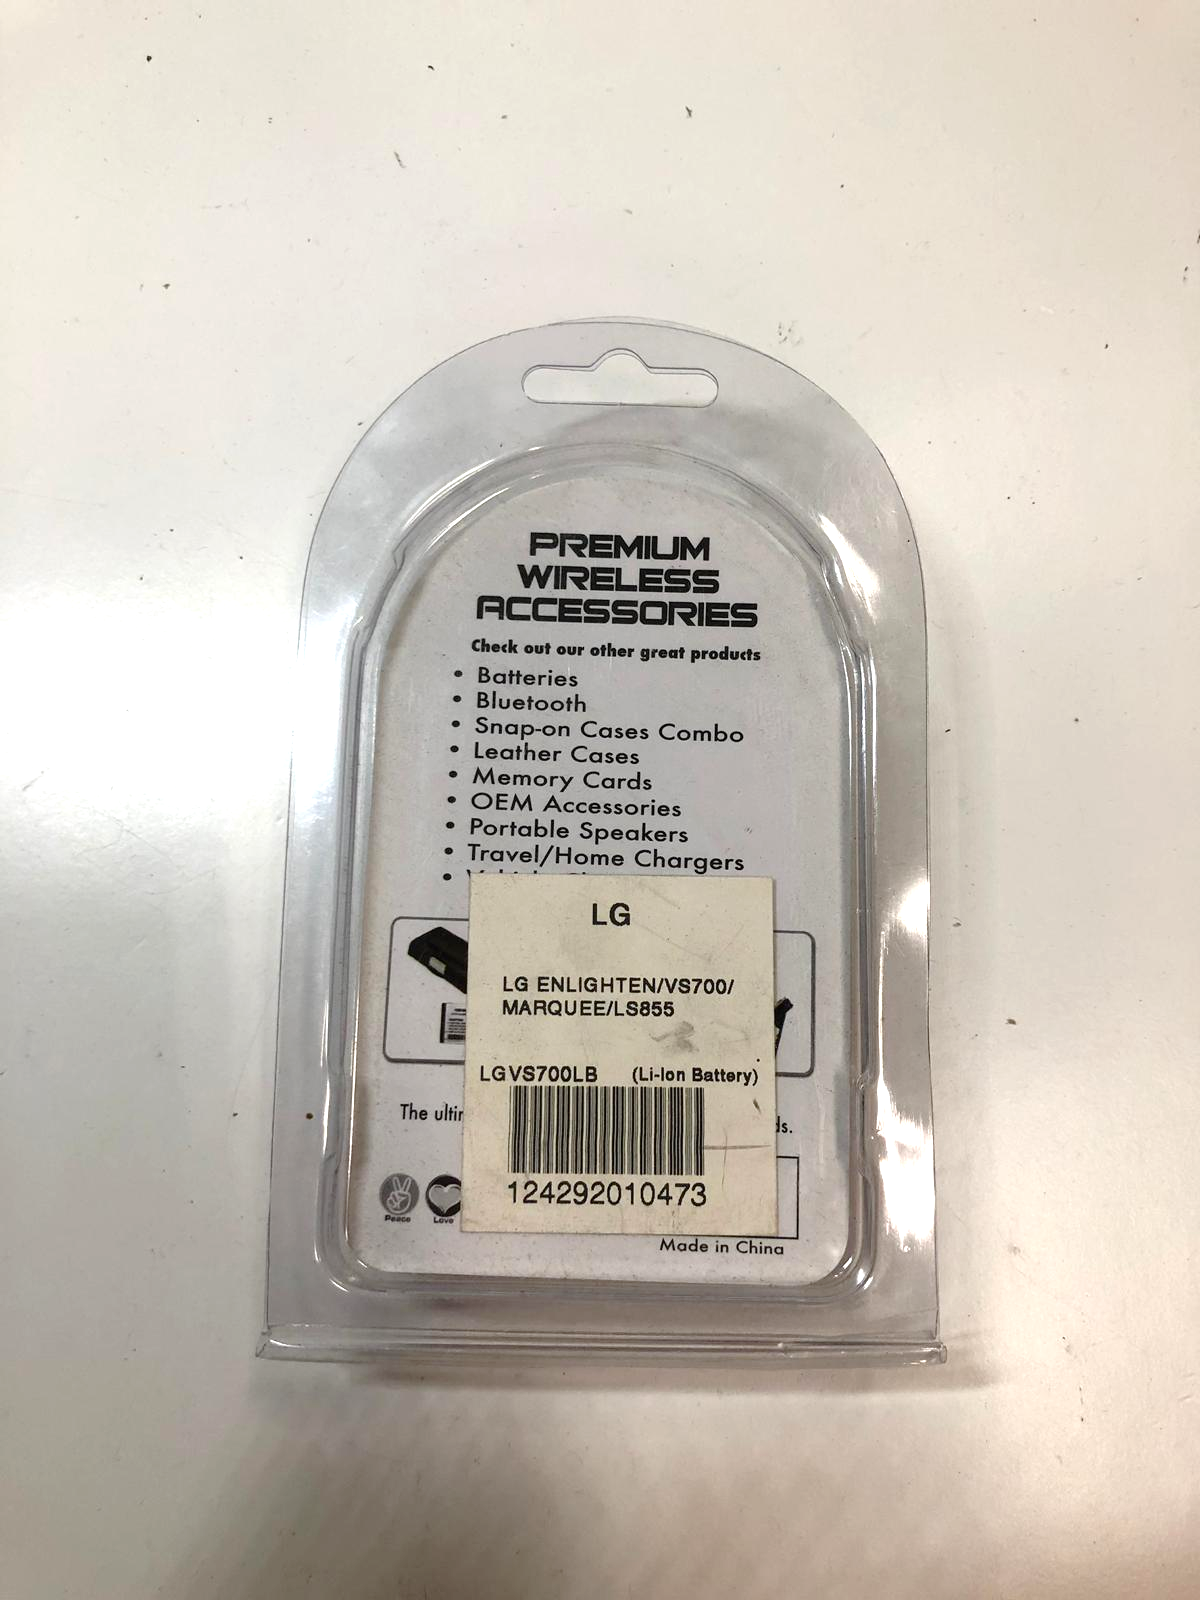 PREMIUM
WIRELESS
ACCESSORIES
Check out our other great products
• Batteries
• Bluetooth
• Snap-on Cases Combo
• Leather Cases
• Memory Cards
• OEM Accessories
• Portable Speakers
• Travel/Home Chargers
•
LG
LG ENLIGHTEN/VS700/
MARQUEE/LS855
LGVS700LB (Li-Ion Battery)
The
124292010473
Peace Love
Made in China